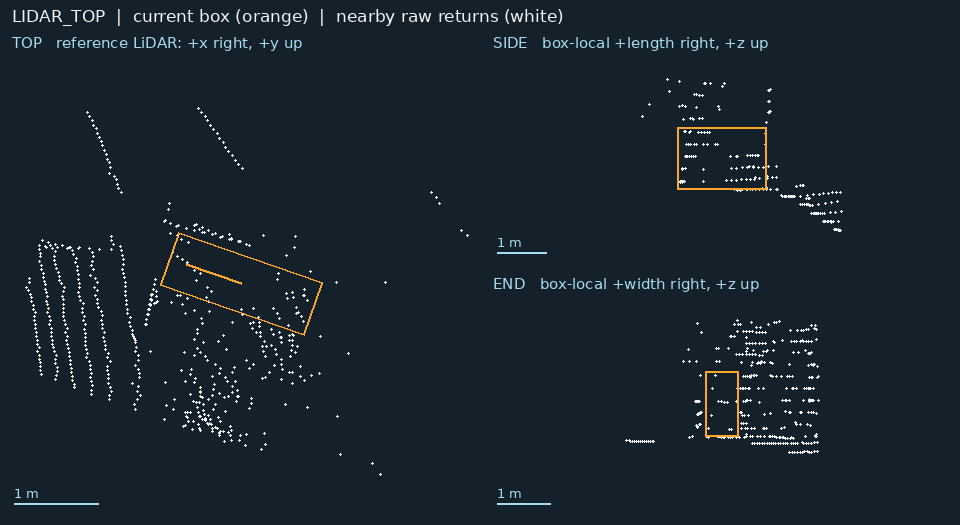 LIDAR_TOP  |  current box (orange)  |  nearby raw returns (white)
TOP   reference LiDAR: +x right, +y up
SIDE   box-local +length right, +z up
1 m
END   box-local +width right, +z up
1 m
1 m